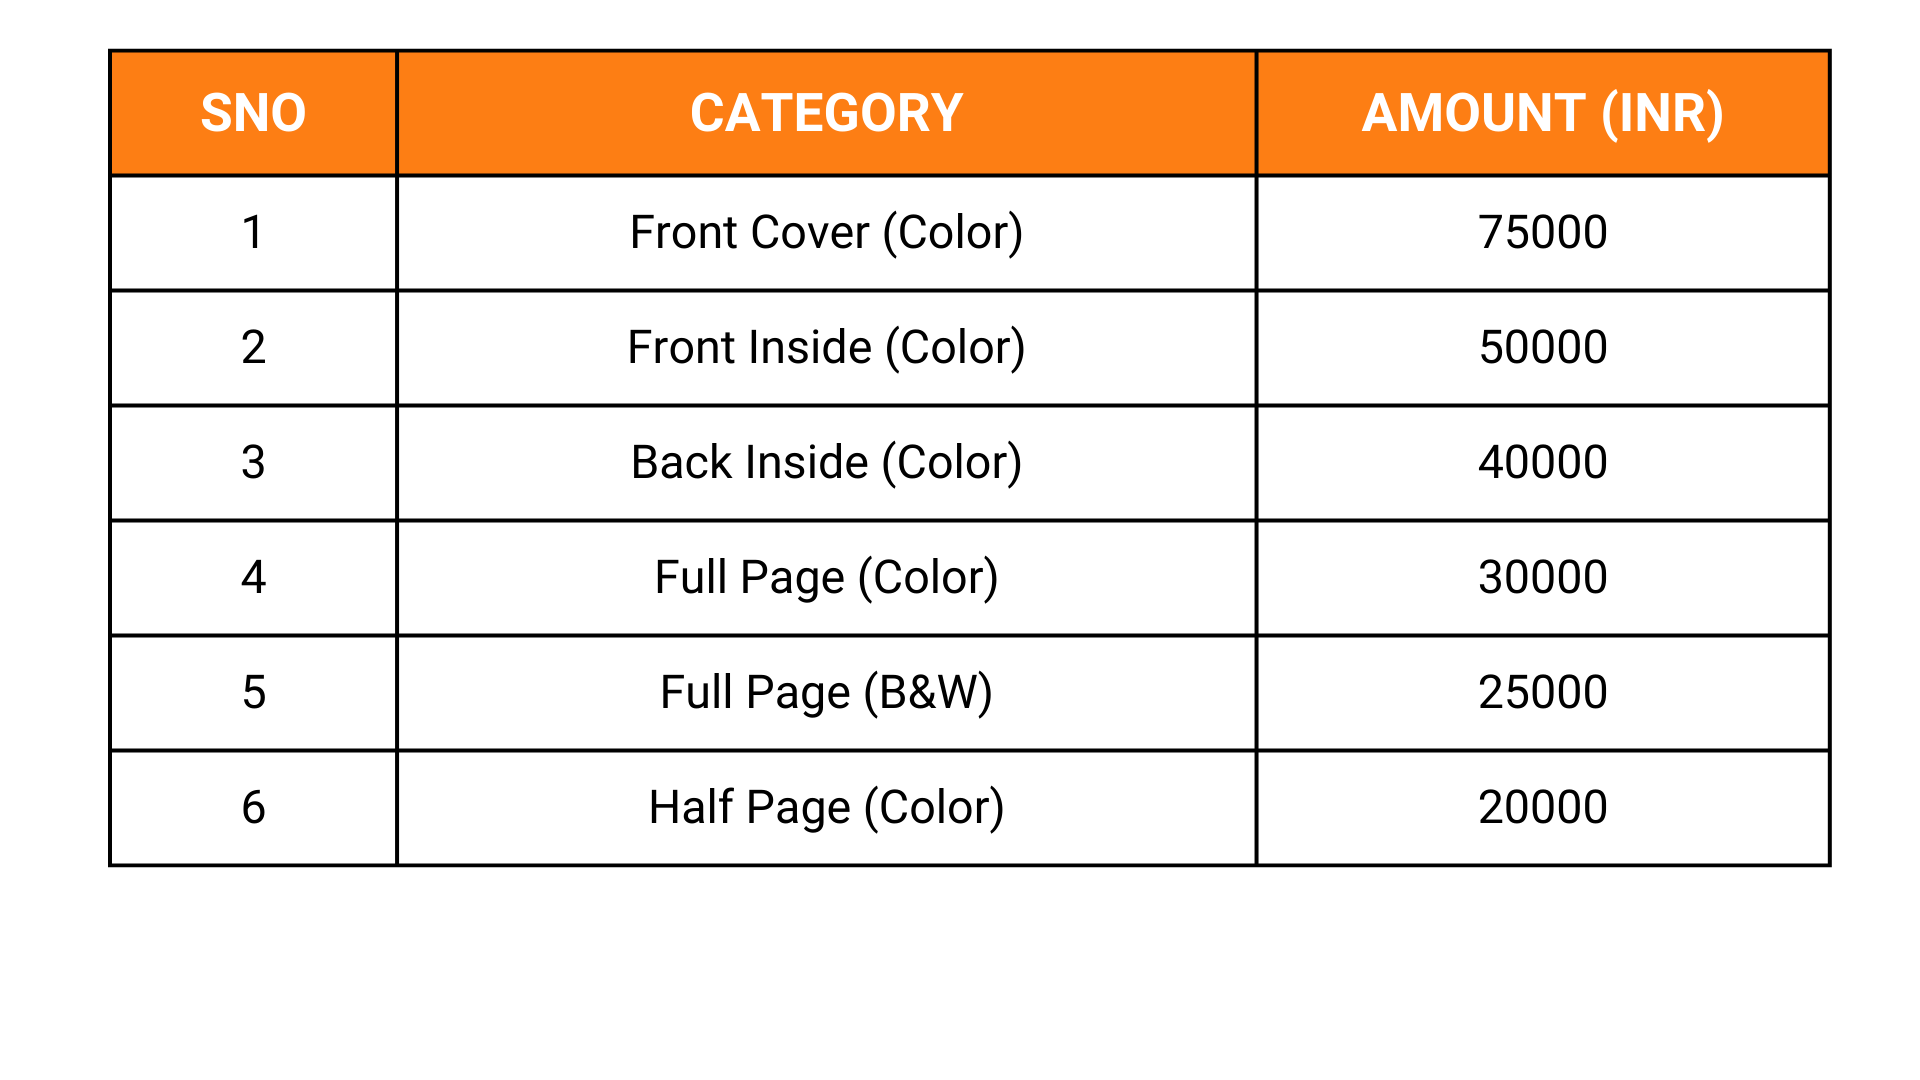 SNO CATEGORY AMOUNT (INR)
1 Front Cover (Color) 75000
2 Front Inside (Color) 50000
3 Back Inside (Color) 40000
4 Full Page (Color) 30000
5 Full Page (B&W) 25000
6 Half Page (Color) 20000